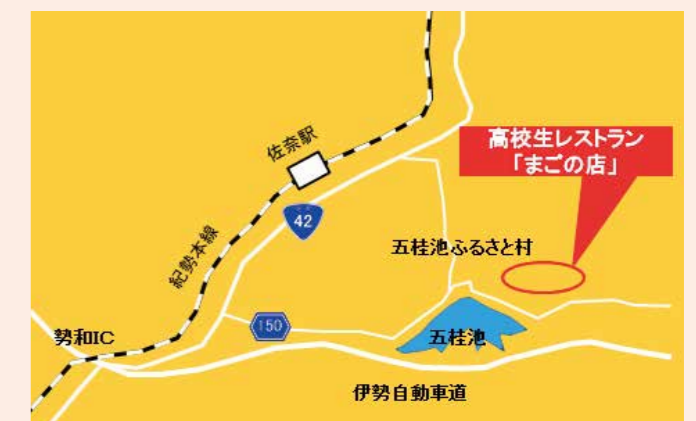 佐奈駅
高校生レストラン
「まごの店」
42
紀勢本線
五桂池ふるさと村
150
勢和IC
五桂池
伊勢自動車道